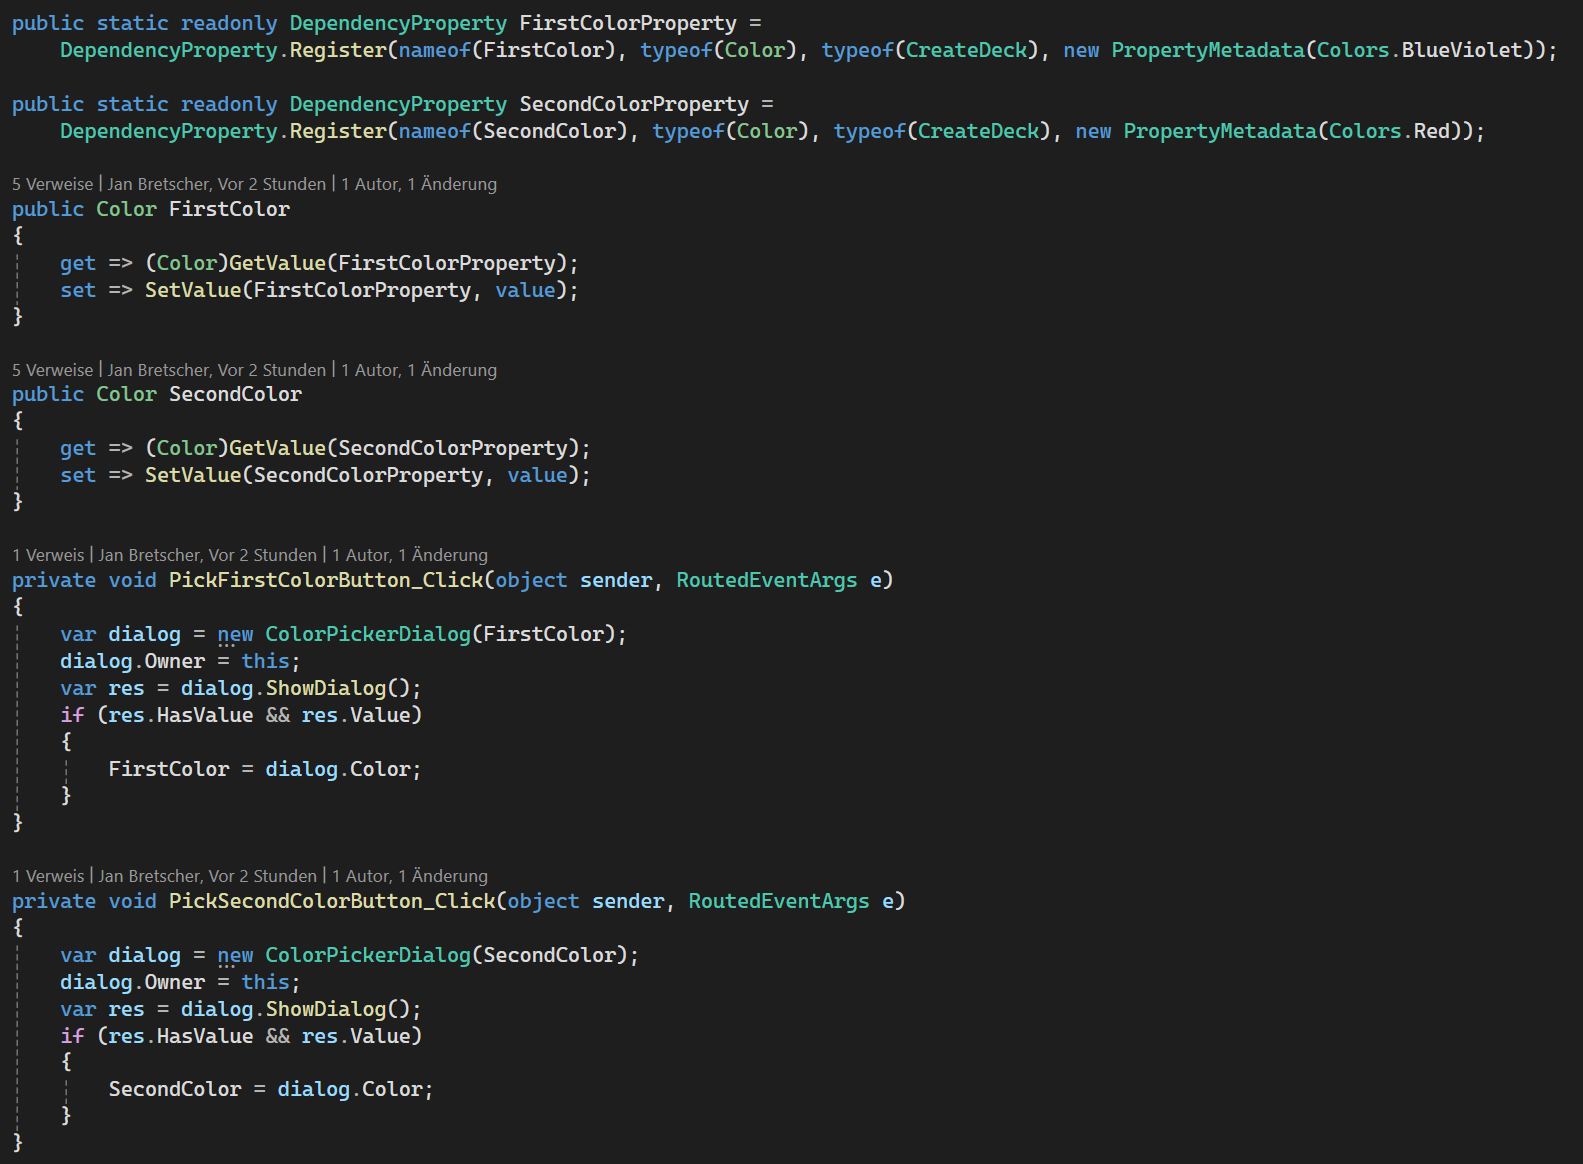 public static readonly DependencyProperty FirstColorProperty =
    DependencyProperty.Register(nameof(FirstColor), typeof(Color), typeof(CreateDeck), new PropertyMetadata(Colors.BlueViolet));
public static readonly DependencyProperty SecondColorProperty =
    DependencyProperty.Register(nameof(SecondColor), typeof(Color), typeof(CreateDeck), new PropertyMetadata(Colors.Red));
5 Verweise | Jan Bretscher, Vor 2 Stunden | 1 Autor, 1 Änderung
public Color FirstColor
{
    get => (Color)GetValue(FirstColorProperty);
    set => SetValue(FirstColorProperty, value);
}
5 Verweise | Jan Bretscher, Vor 2 Stunden | 1 Autor, 1 Änderung
public Color SecondColor
{
    get => (Color)GetValue(SecondColorProperty);
    set => SetValue(SecondColorProperty, value);
}
1 Verweis | Jan Bretscher, Vor 2 Stunden | 1 Autor, 1 Änderung
private void PickFirstColorButton_Click(object sender, RoutedEventArgs e)
{
    var dialog = new ColorPickerDialog(FirstColor);
    dialog.Owner = this;
    var res = dialog.ShowDialog();
    if (res.HasValue && res.Value)
    {
        FirstColor = dialog.Color;
    }
}
1 Verweis | Jan Bretscher, Vor 2 Stunden | 1 Autor, 1 Änderung
private void PickSecondColorButton_Click(object sender, RoutedEventArgs e)
{
    var dialog = new ColorPickerDialog(SecondColor);
    dialog.Owner = this;
    var res = dialog.ShowDialog();
    if (res.HasValue && res.Value)
    {
        SecondColor = dialog.Color;
    }
}